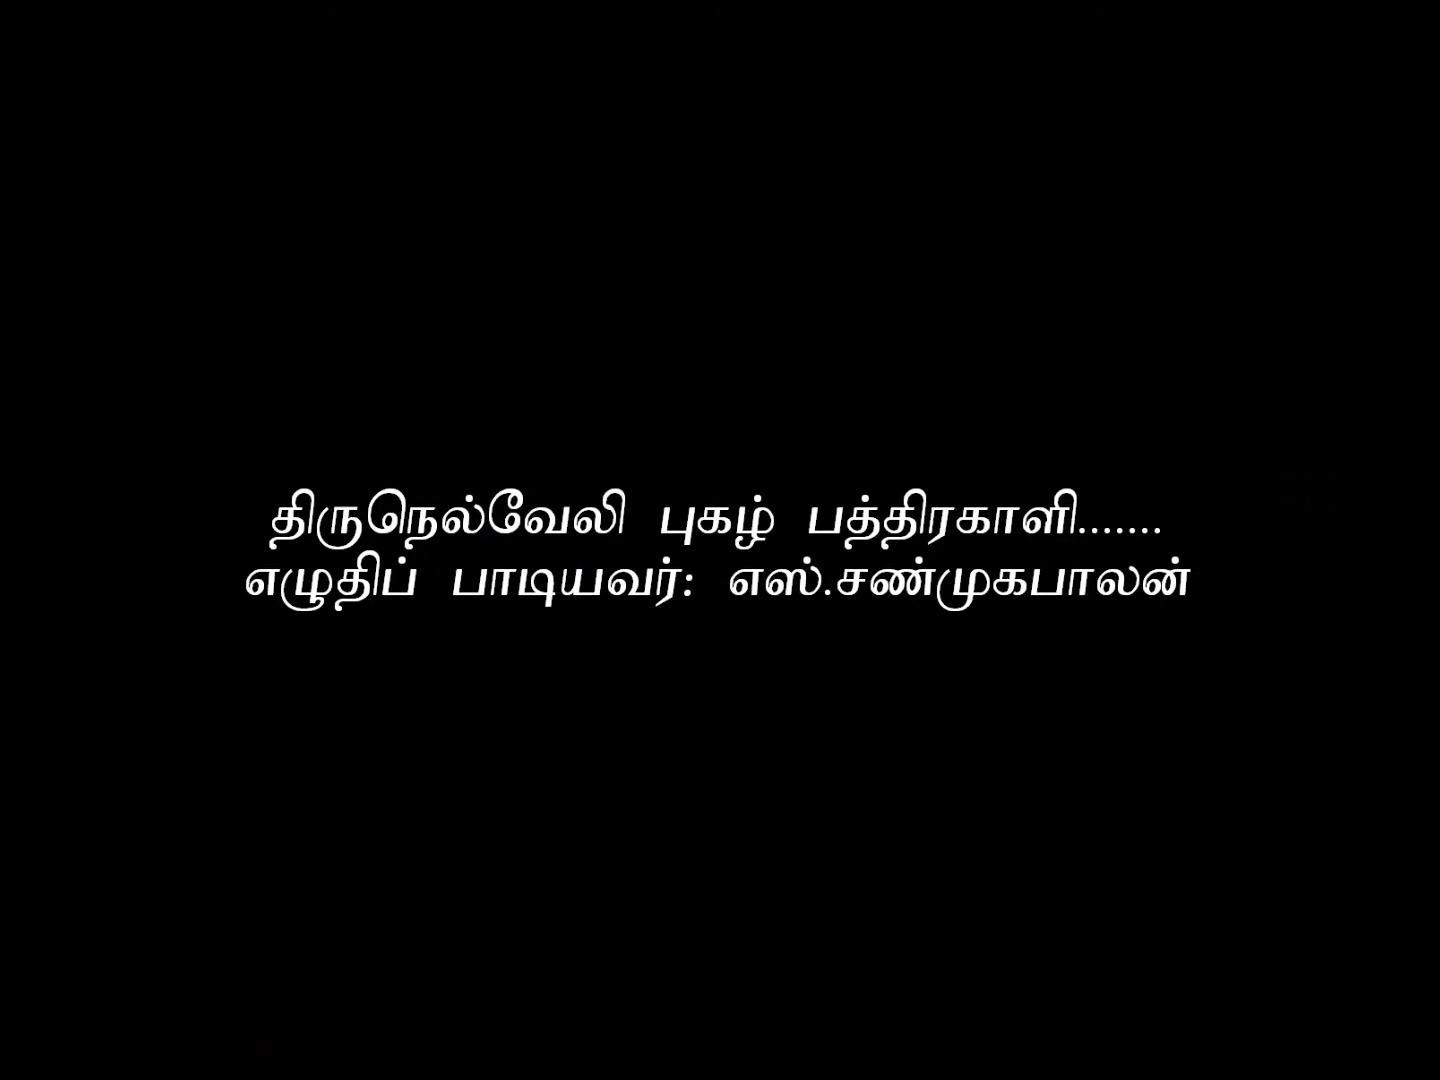 திருநெல்வேலி புகழ் பத்திரகாளி.......
எழுதிப் பாடியவர்: எஸ்.சண்முகபாலன்